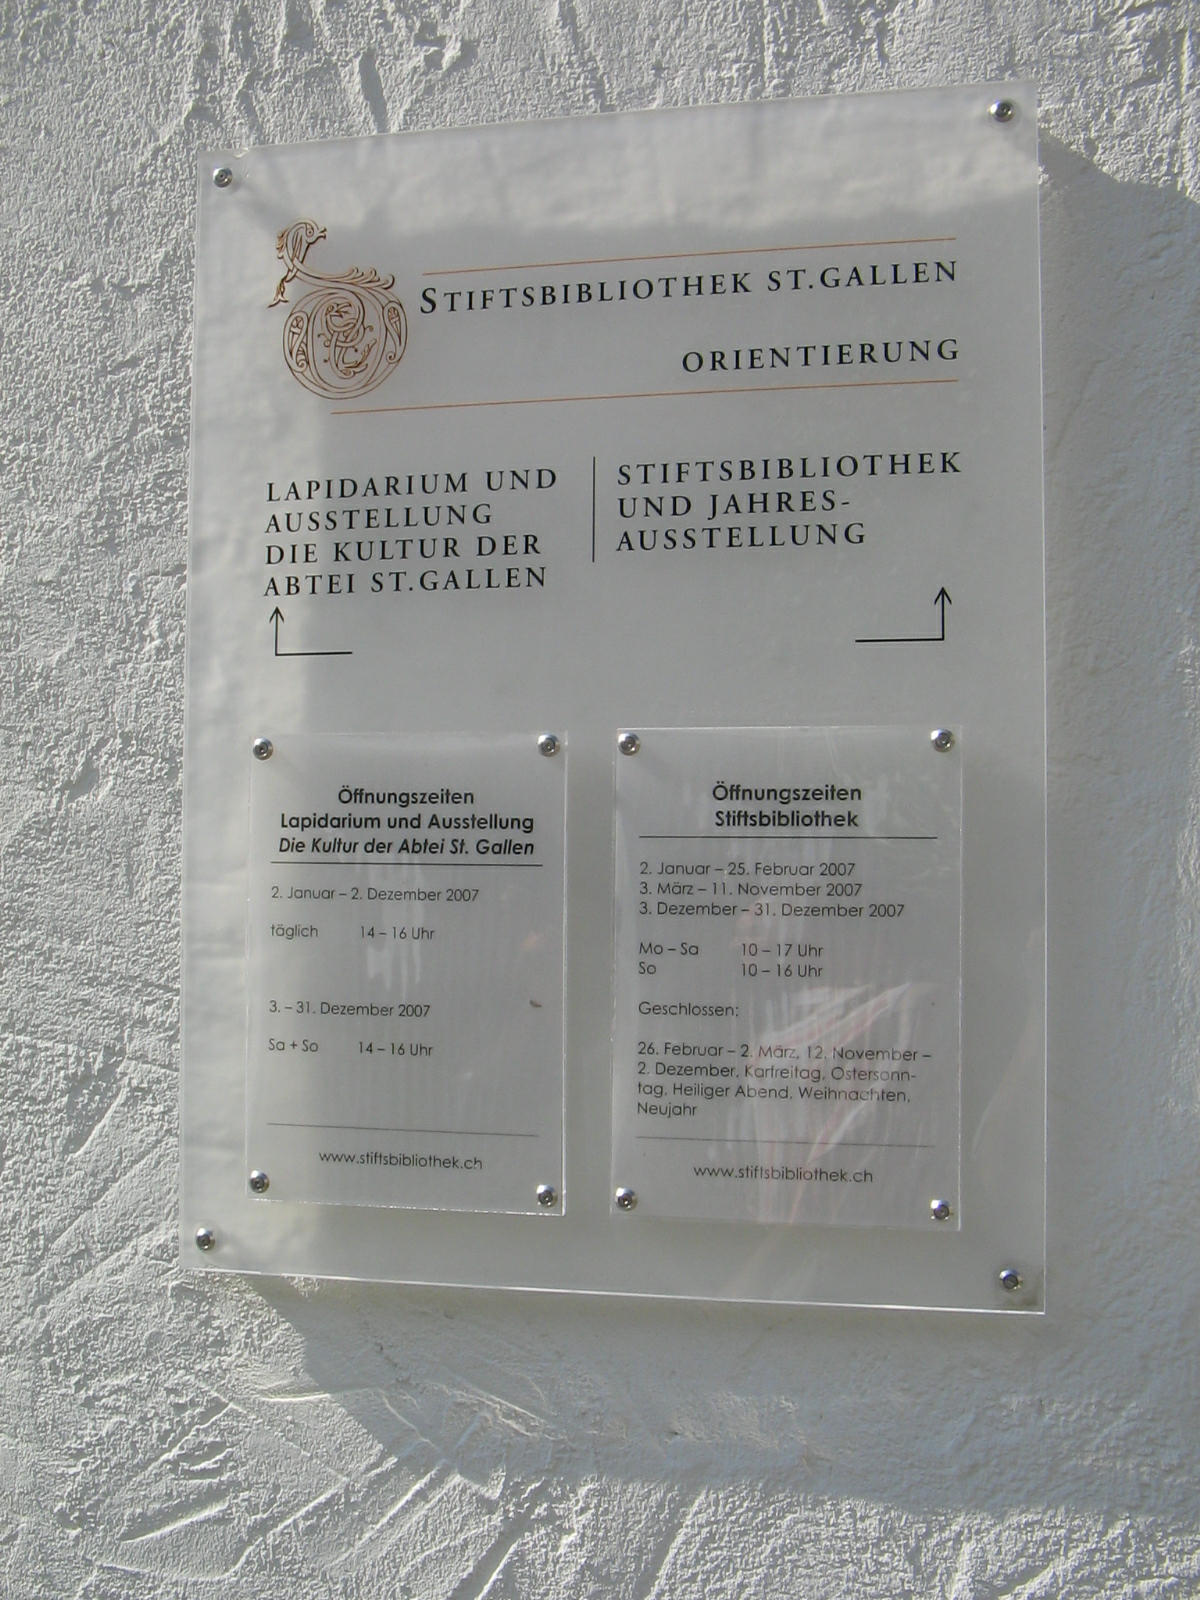 STIFTSBIBLIOTHEK ST.GALLEN
ORIENTIERUNG
LAPIDARIUM UND
AUSSTELLUNG
DIE KULTUR DER
ABTEI ST.GALLEN
STIFTSBIBLIOTHEK
UND JAHRES-
AUSSTELLUNG
Öffnungszeiten
Lapidarium und Ausstellung
Die Kultur der Abtei St. Gallen
2. Januar – 2. Dezember 2007
täglich 14 – 16 Uhr
3. – 31. Dezember 2007
Sa + So 14 – 16 Uhr
www.stiftsbibliothek.ch
Öffnungszeiten
Stiftsbibliothek
2. Januar – 25. Februar 2007
3. März – 11. November 2007
3. Dezember – 31. Dezember 2007
Mo – Sa 10 – 17 Uhr
So 10 – 16 Uhr
Geschlossen:
26. Februar – 2. März, 12. November –
2. Dezember, Karfreitag, Ostersonn-
tag, Heiliger Abend, Weihnachten,
Neujahr
www.stiftsbibliothek.ch